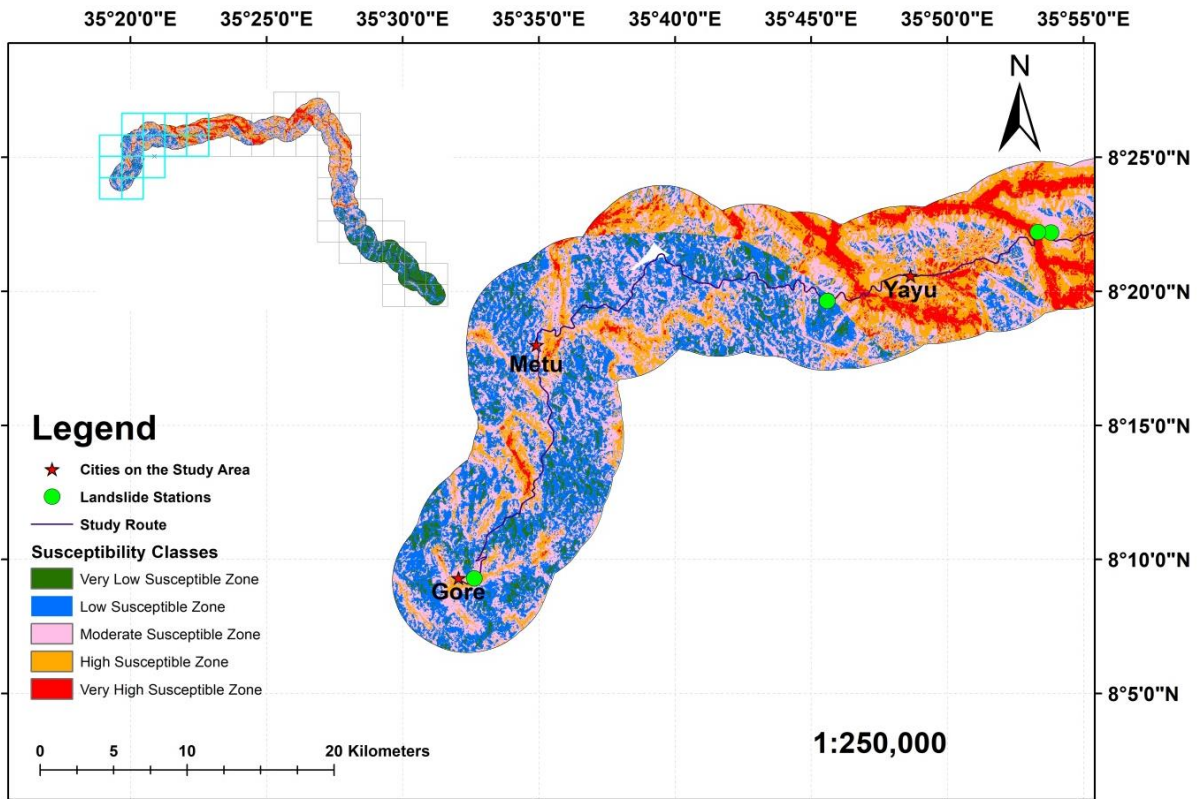 35°20'0"E 35°25'0"E 35°30'0"E 35°35'0"E 35°40'0"E 35°45'0"E 35°50'0"E 35°55'0"E
N
8°25'0"N
8°20'0"N
Yayu
Metu
8°15'0"N
Legend
Cities on the Study Area
Landslide Stations
Study Route
Susceptibility Classes
Very Low Susceptible Zone
Low Susceptible Zone
Moderate Susceptible Zone
High Susceptible Zone
Very High Susceptible Zone
8°10'0"N
Gore
8°5'0"N
0 5 10 20 Kilometers
1:250,000